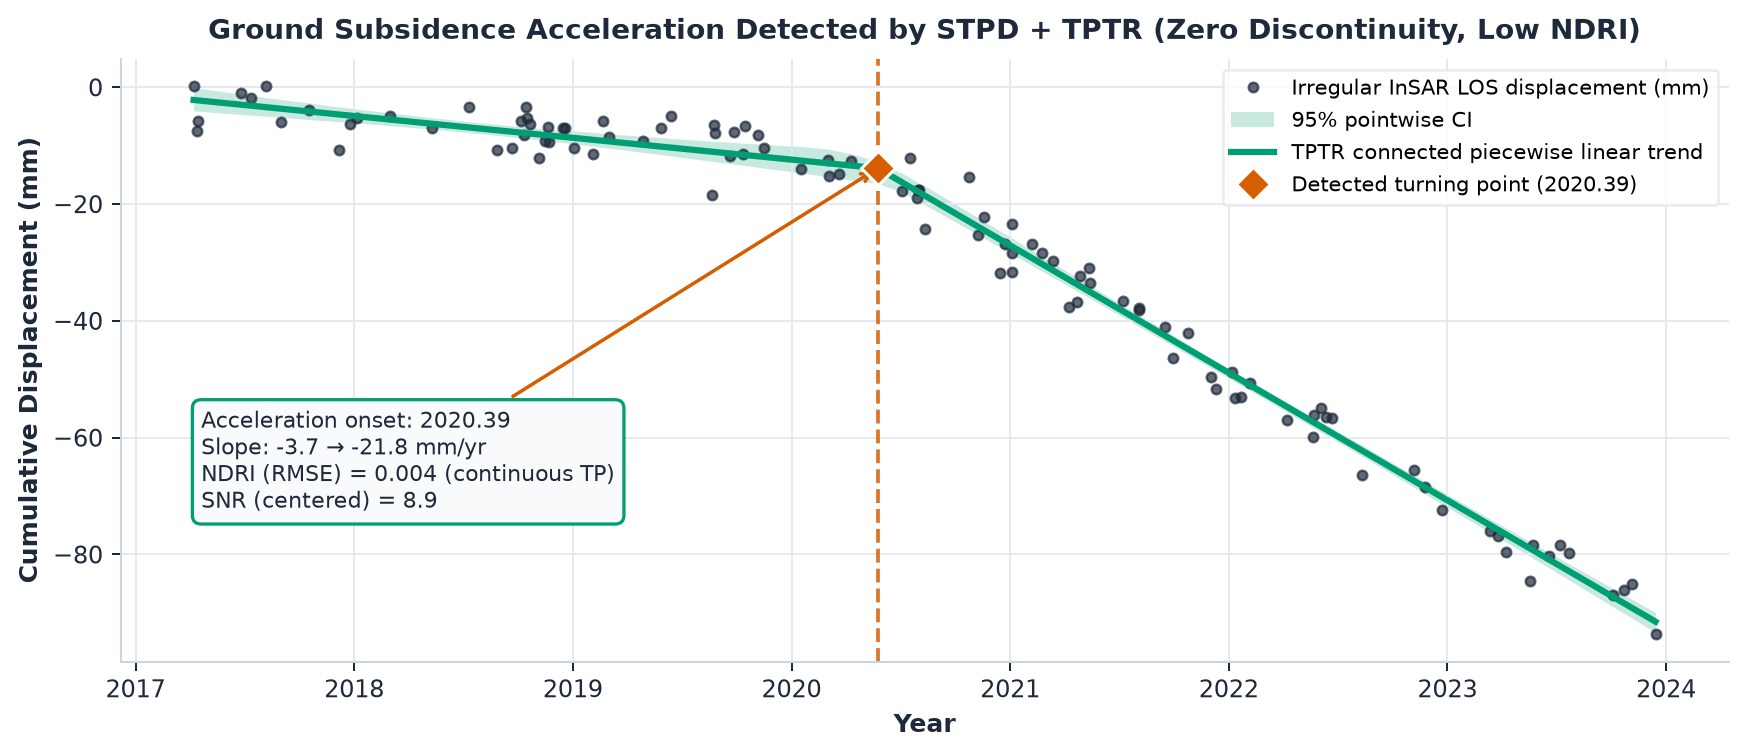 Ground Subsidence Acceleration Detected by STPD + TPTR (Zero Discontinuity, Low NDRI)
Cumulative Displacement (mm)
0
−20
−40
−60
−80
Irregular InSAR LOS displacement (mm)
95% pointwise CI
TPTR connected piecewise linear trend
Detected turning point (2020.39)
Acceleration onset: 2020.39
Slope: -3.7 → -21.8 mm/yr
NDRI (RMSE) = 0.004 (continuous TP)
SNR (centered) = 8.9
2017 2018 2019 2020 2021 2022 2023 2024
Year